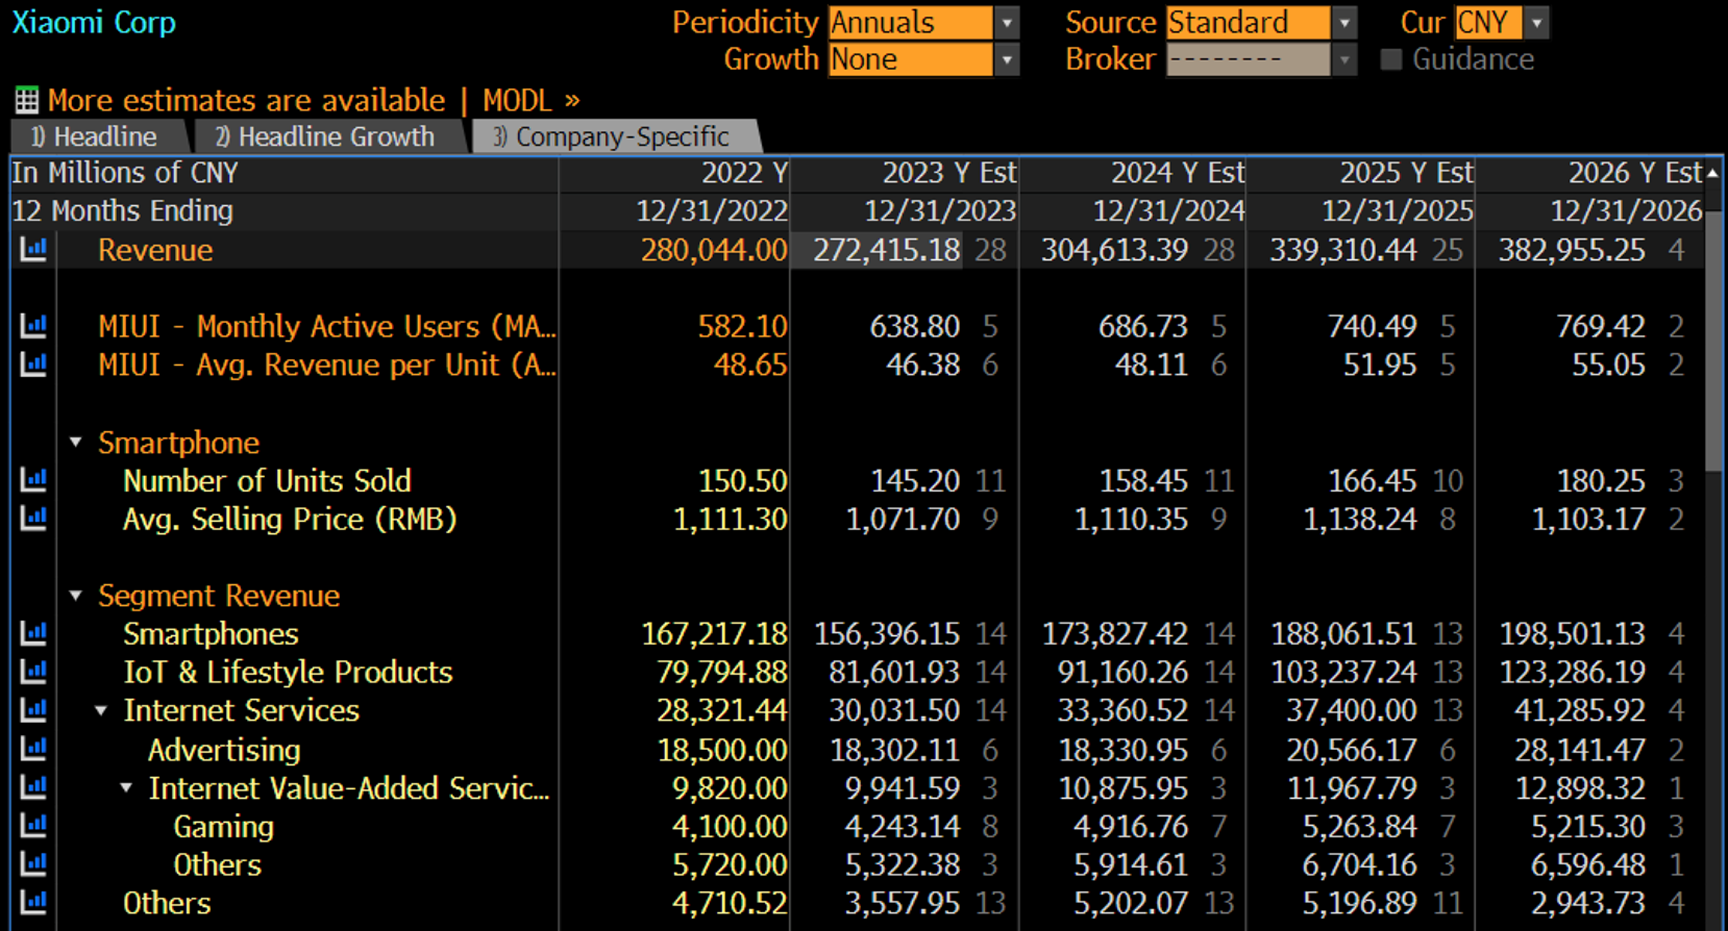 Xiaomi Corp Periodicity Annuals Source Standard Cur CNY
Growth None Broker -------- Guidance
More estimates are available | MODL »
1) Headline 2) Headline Growth 3) Company-Specific
In Millions of CNY 2022 Y 2023 Y Est 2024 Y Est 2025 Y Est 2026 Y Est
12 Months Ending 12/31/2022 12/31/2023 12/31/2024 12/31/2025 12/31/2026
Revenue 280,044.00 272,415.18 28 304,613.39 28 339,310.44 25 382,955.25 4
MIUI - Monthly Active Users (MA... 582.10 638.80 5 686.73 5 740.49 5 769.42 2
MIUI - Avg. Revenue per Unit (A... 48.65 46.38 6 48.11 6 51.95 5 55.05 2
Smartphone
Number of Units Sold 150.50 145.20 11 158.45 11 166.45 10 180.25 3
Avg. Selling Price (RMB) 1,111.30 1,071.70 9 1,110.35 9 1,138.24 8 1,103.17 2
Segment Revenue
Smartphones 167,217.18 156,396.15 14 173,827.42 14 188,061.51 13 198,501.13 4
IoT & Lifestyle Products 79,794.88 81,601.93 14 91,160.26 14 103,237.24 13 123,286.19 4
Internet Services 28,321.44 30,031.50 14 33,360.52 14 37,400.00 13 41,285.92 4
Advertising 18,500.00 18,302.11 6 18,330.95 6 20,566.17 6 28,141.47 2
Internet Value-Added Servic... 9,820.00 9,941.59 3 10,875.95 3 11,967.79 3 12,898.32 1
Gaming 4,100.00 4,243.14 8 4,916.76 7 5,263.84 7 5,215.30 3
Others 5,720.00 5,322.38 3 5,914.61 3 6,704.16 3 6,596.48 1
Others 4,710.52 3,557.95 13 5,202.07 13 5,196.89 11 2,943.73 4